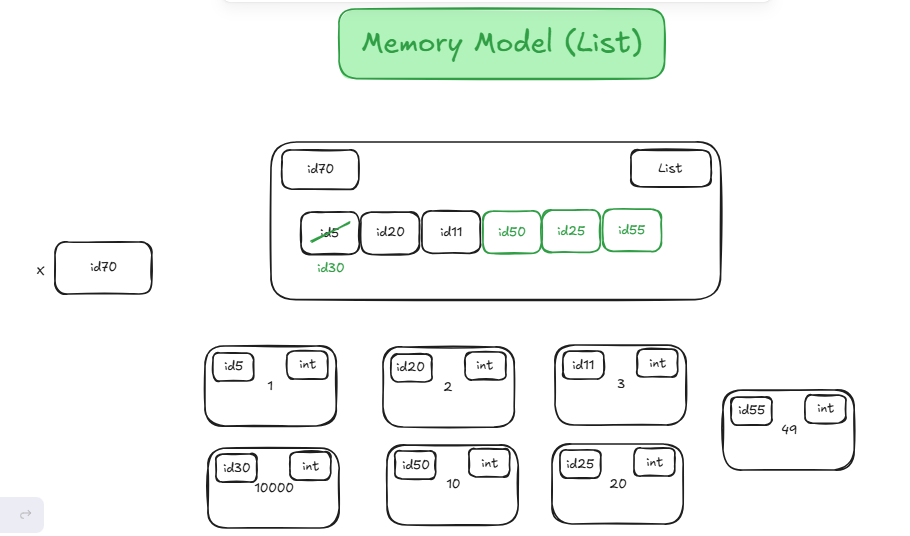 Memory Model (List)
id70 List
id5 id20 id11 id50 id25 id55
id30
x id70
id5 int
1
id20 int
2
id11 int
3
id55 int
49
id30 int
10000
id50 int
10
id25 int
20